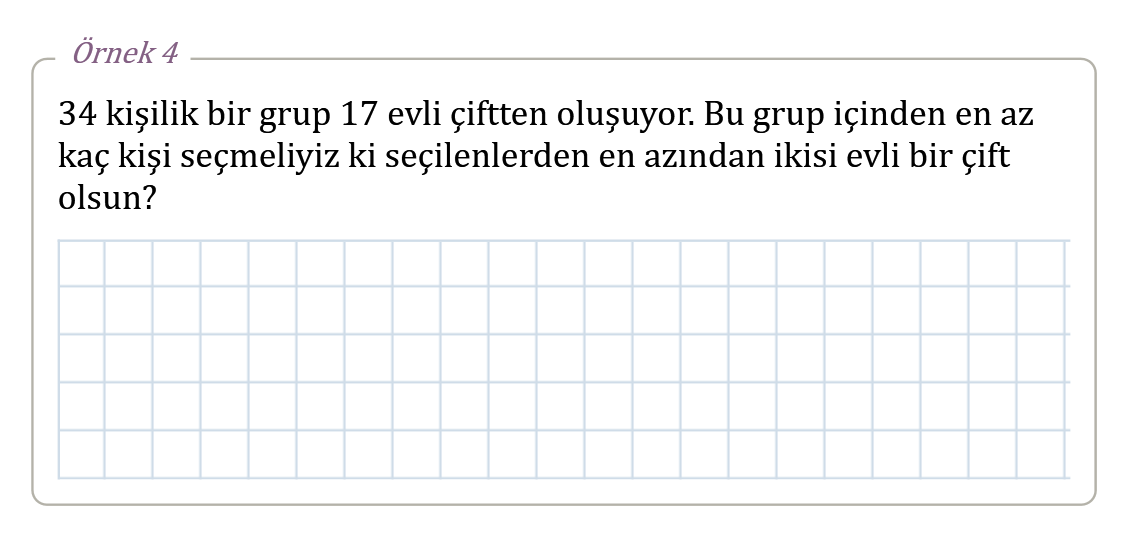 Örnek 4
34 kişilik bir grup 17 evli çiftten oluşuyor. Bu grup içinden en az
kaç kişi seçmeliyiz ki seçilenlerden en azından ikisi evli bir çift
olsun?